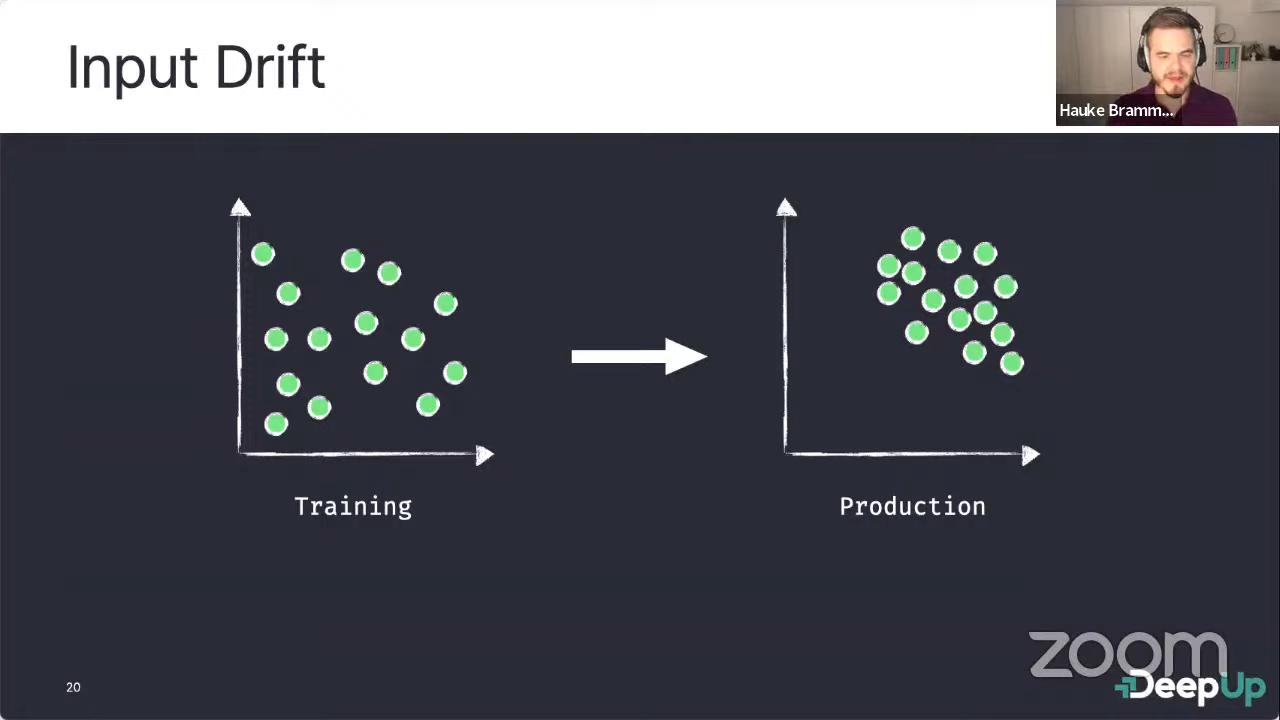 Input Drift
Hauke Bramm...
Training
Production
20
zoom
DeepUp